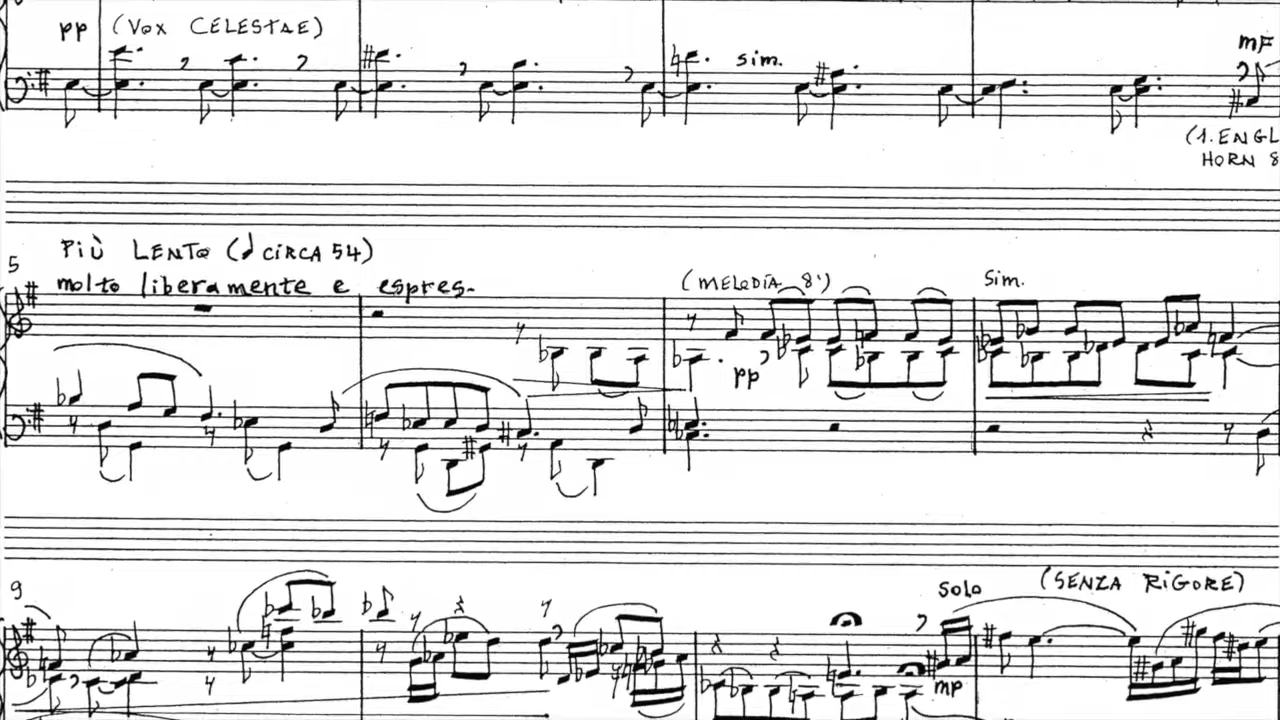 pp (VOX CELESTAE)
sim.
mF
(1. ENGL
HORN 8
PIÙ LENTO (♩ CIRCA 54)
5
molto liberamente e espres.
(MELODÍA 8')
sim.
pp
9
SOLO
(SENZA RIGORE)
mp